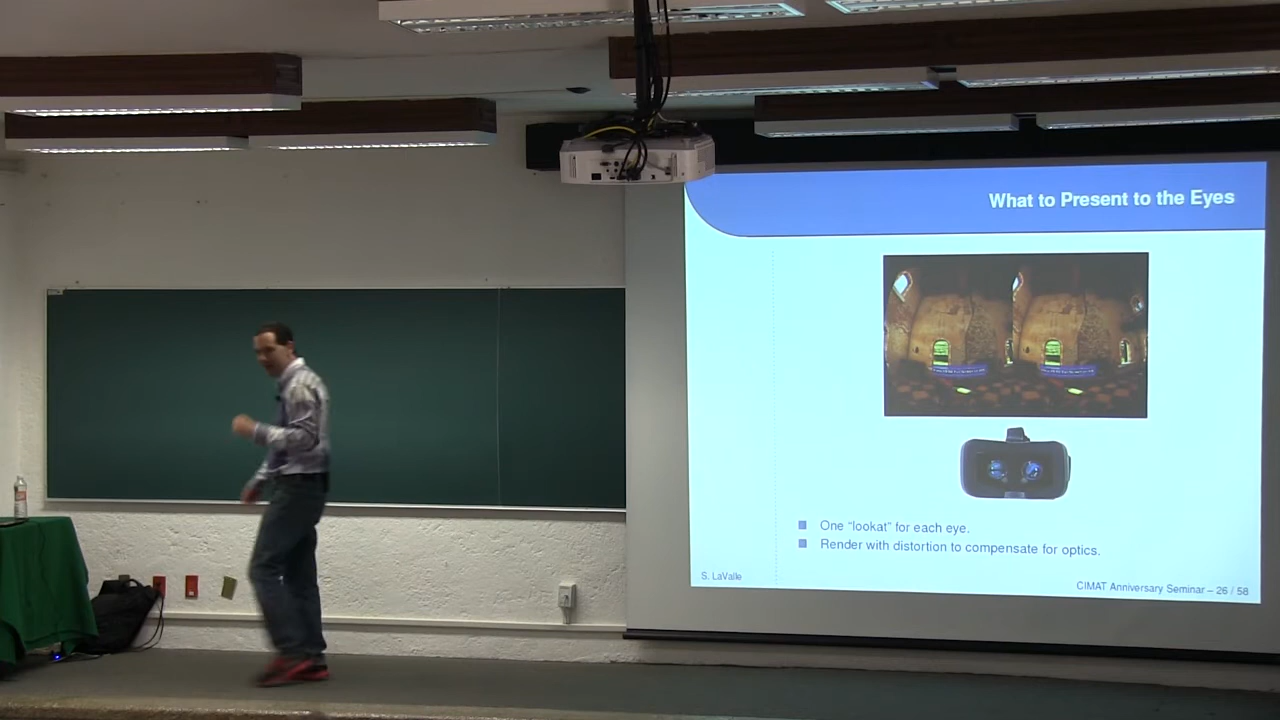 What to Present to the Eyes
One “lookat” for each eye.
Render with distortion to compensate for optics.
S. LaValle
CIMAT Anniversary Seminar – 26 / 58